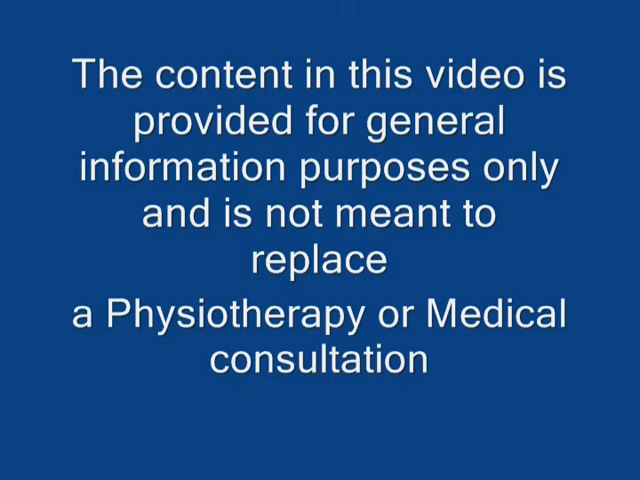 The content in this video is
provided for general
information purposes only
and is not meant to
replace
a Physiotherapy or Medical
consultation